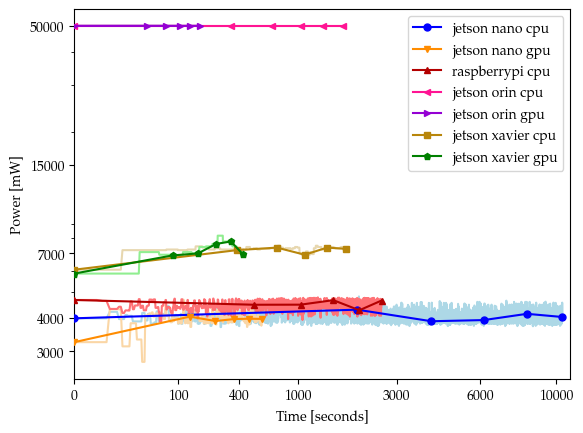 jetson nano cpu
jetson nano gpu
raspberrypi cpu
jetson orin cpu
jetson orin gpu
jetson xavier cpu
jetson xavier gpu
Power [mW]
50000
15000
7000
4000
3000
0 100 400 1000 3000 6000 10000
Time [seconds]